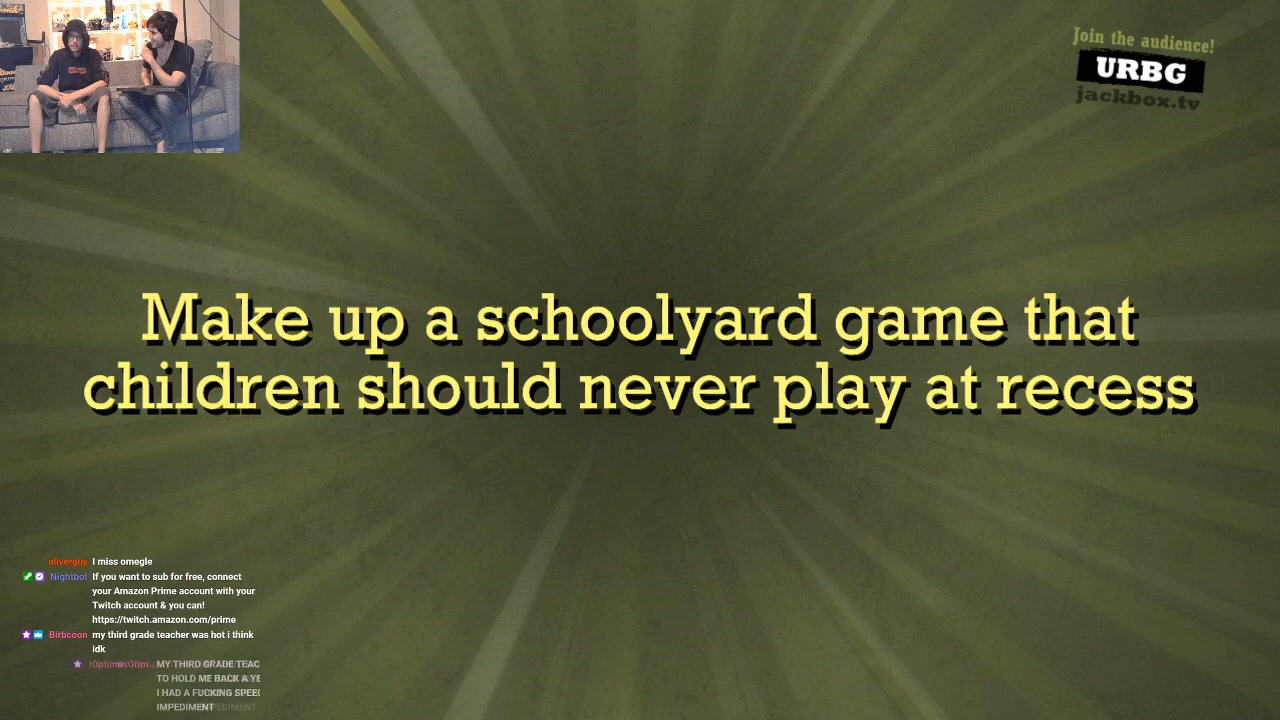 Join the audience!
URBG
jackbox.tv
Make up a schoolyard game that
children should never play at recess
oliverguy I miss omegle
Nightbot If you want to sub for free, connect
your Amazon Prime account with your
Twitch account & you can!
https://twitch.amazon.com/prime
Birbcoon my third grade teacher was hot i think
idk
MY THIRD GRADE TEAC
TO HOLD ME BACK A YE
I HAD A FUCKING SPEE
IMPEDIMENT